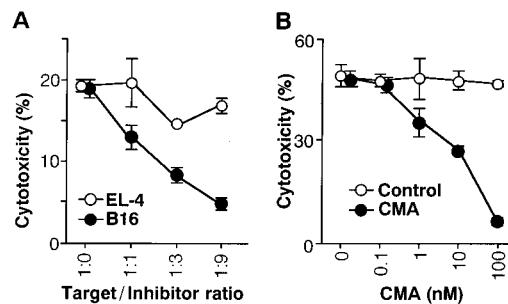 A
Cytotoxicity (%)
20
10
0
EL-4
B16
1:0
1:1
1:3
1:9
Target/Inhibitor ratio
B
Cytotoxicity (%)
60
30
0
Control
CMA
0
0.1
1
10
100
CMA (nM)